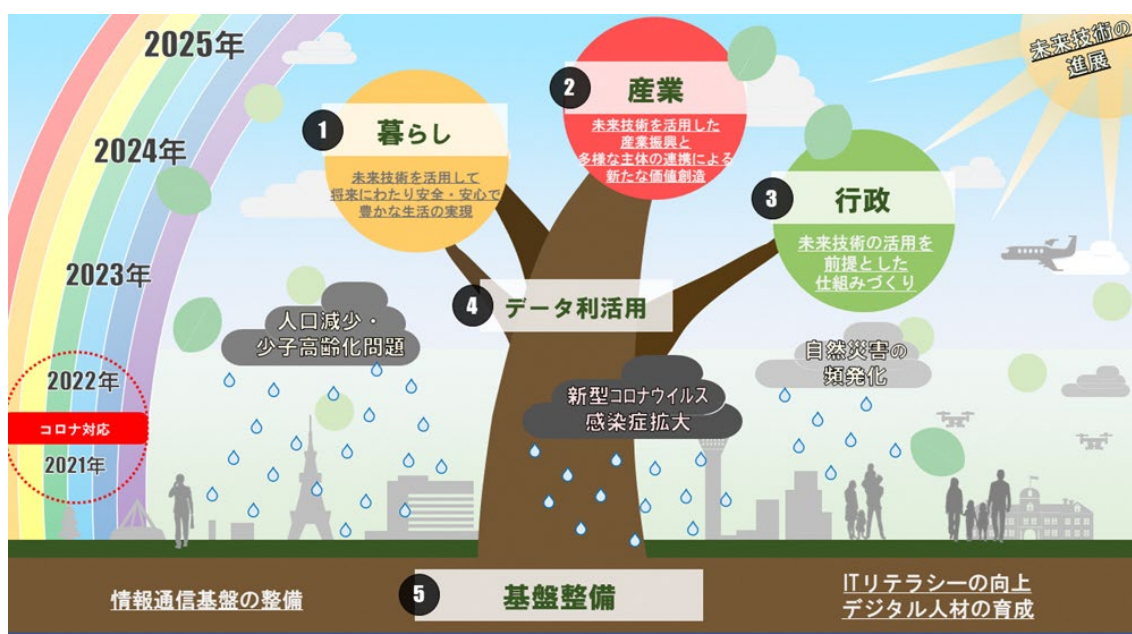 2025年
2024年
2023年
2022年
コロナ対応
2021年
未来技術の
進展
1
暮らし
未来技術を活用して
将来にわたり安全・安心で
豊かな生活の実現
2
産業
未来技術を活用した
産業振興と
多様な主体の連携による
新たな価値創造
3
行政
未来技術の活用を
前提とした
仕組みづくり
4
データ利活用
人口減少・
少子高齢化問題
新型コロナウイルス
感染症拡大
自然災害の
頻発化
5
基盤整備
情報通信基盤の整備
ITリテラシーの向上
デジタル人材の育成